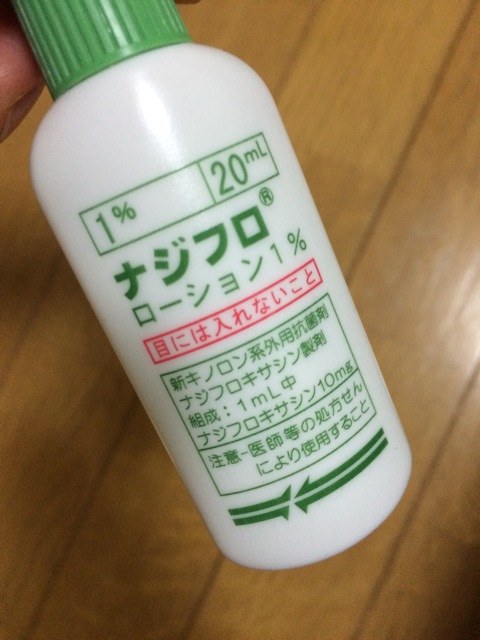 1% 20mL
ナジフロ®
ローション1%
目には入れないこと
新キノロン系外用抗菌剤
ナジフロキサシン製剤
組成:1mL中
ナジフロキサシン10mg
注意-医師等の処方せん
により使用すること